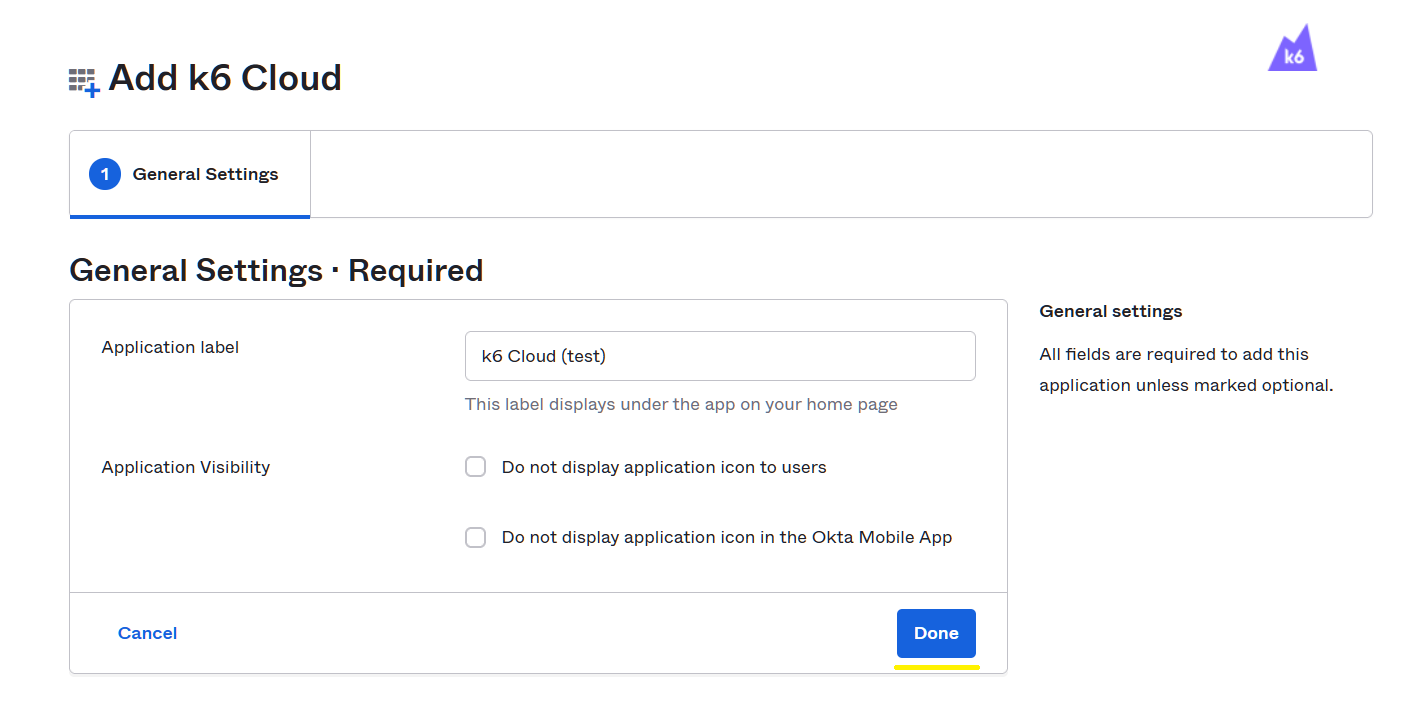 k6
Add k6 Cloud
1 General Settings
General Settings · Required
Application label
k6 Cloud (test)
This label displays under the app on your home page
Application Visibility
Do not display application icon to users
Do not display application icon in the Okta Mobile App
Cancel
Done
General settings
All fields are required to add this
application unless marked optional.